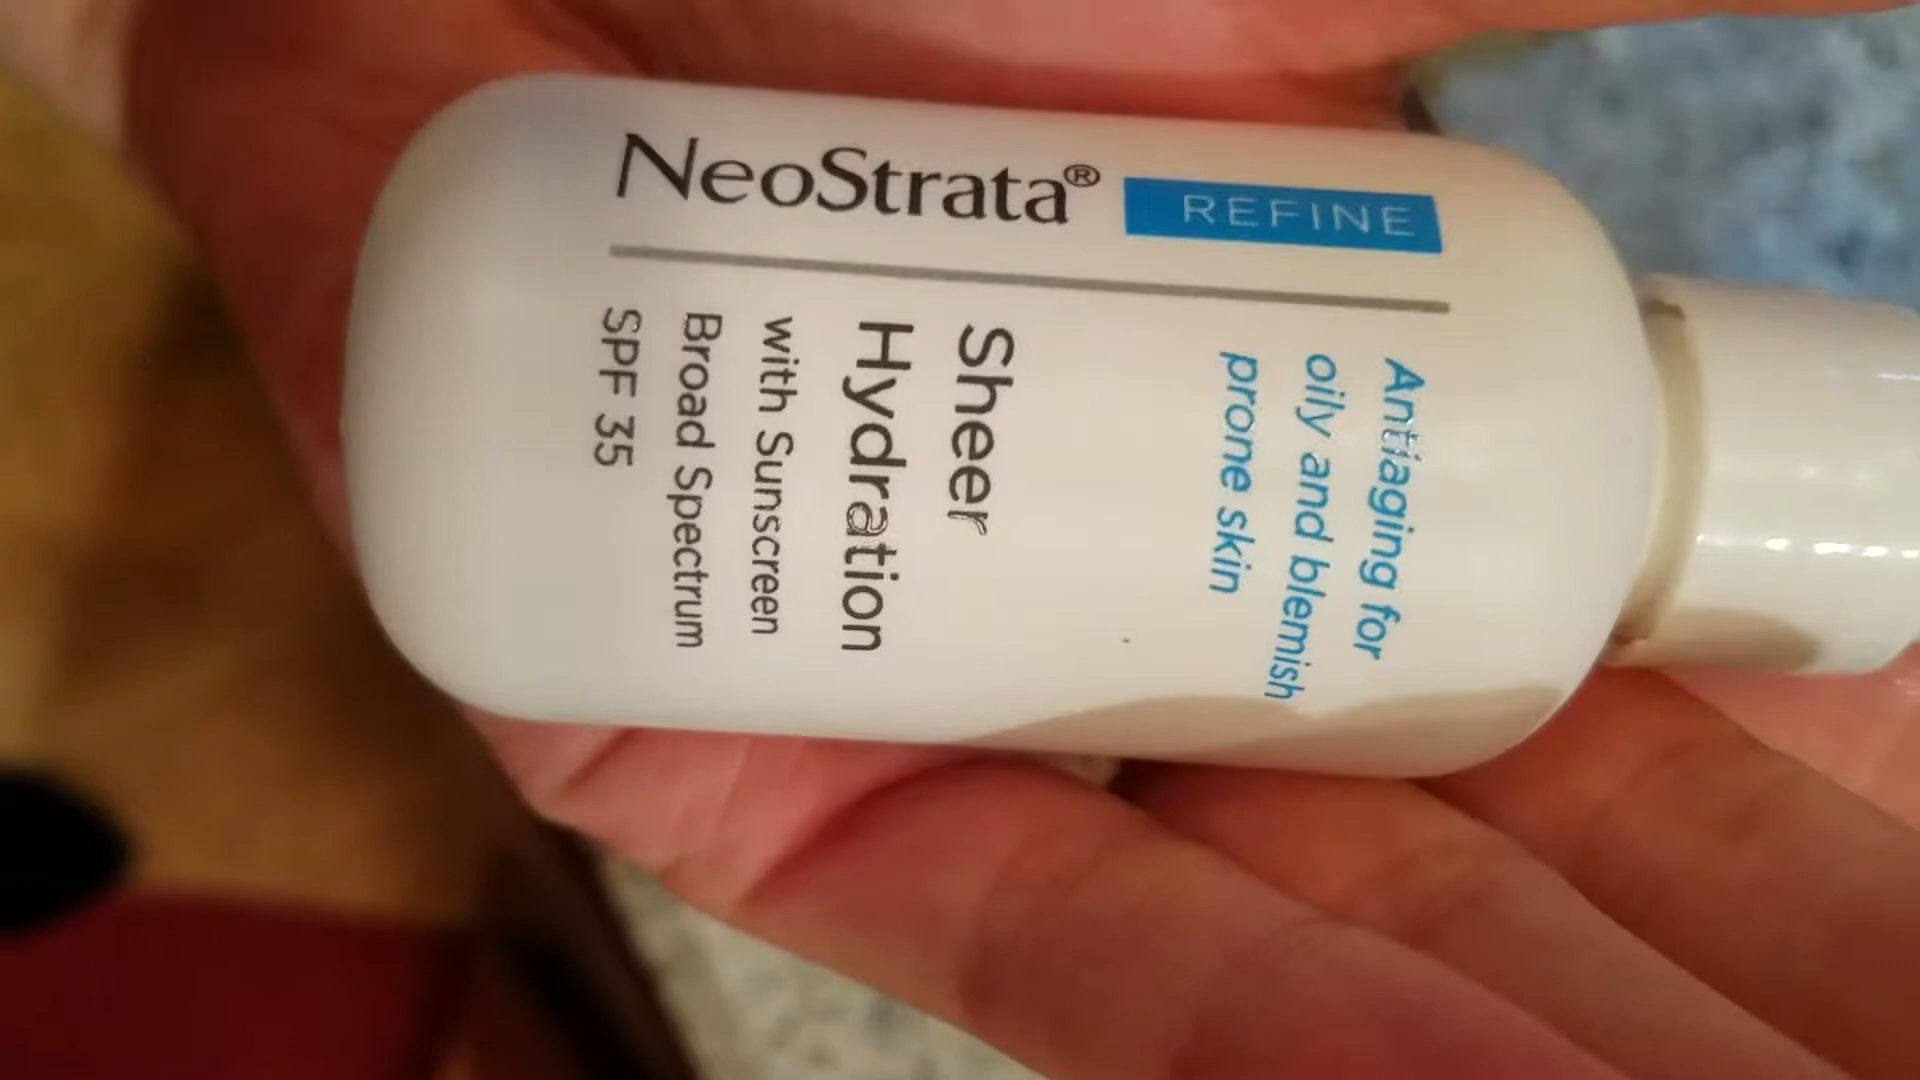 NeoStrata® REFINE
Antiaging for
oily and blemish
prone skin
Sheer
Hydration
with Sunscreen
Broad Spectrum
SPF 35